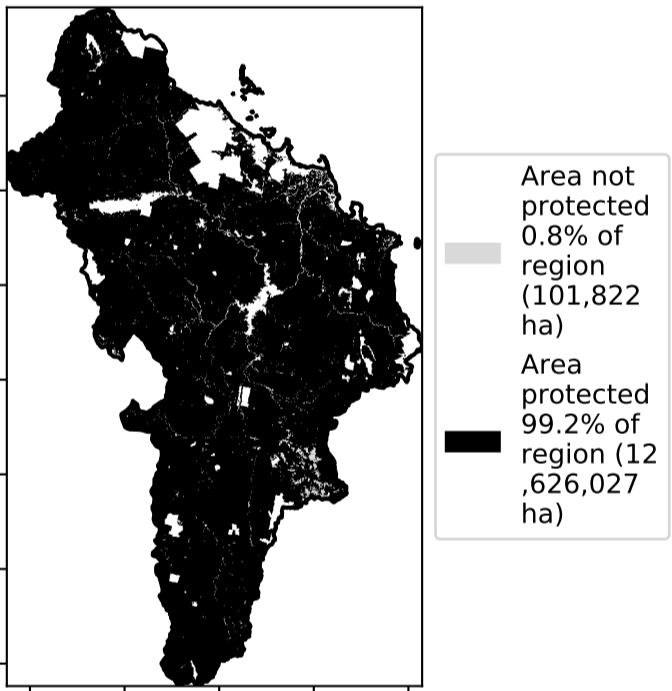 Area not
protected
0.8% of
region
(101,822
ha)
Area
protected
99.2% of
region (12
,626,027
ha)